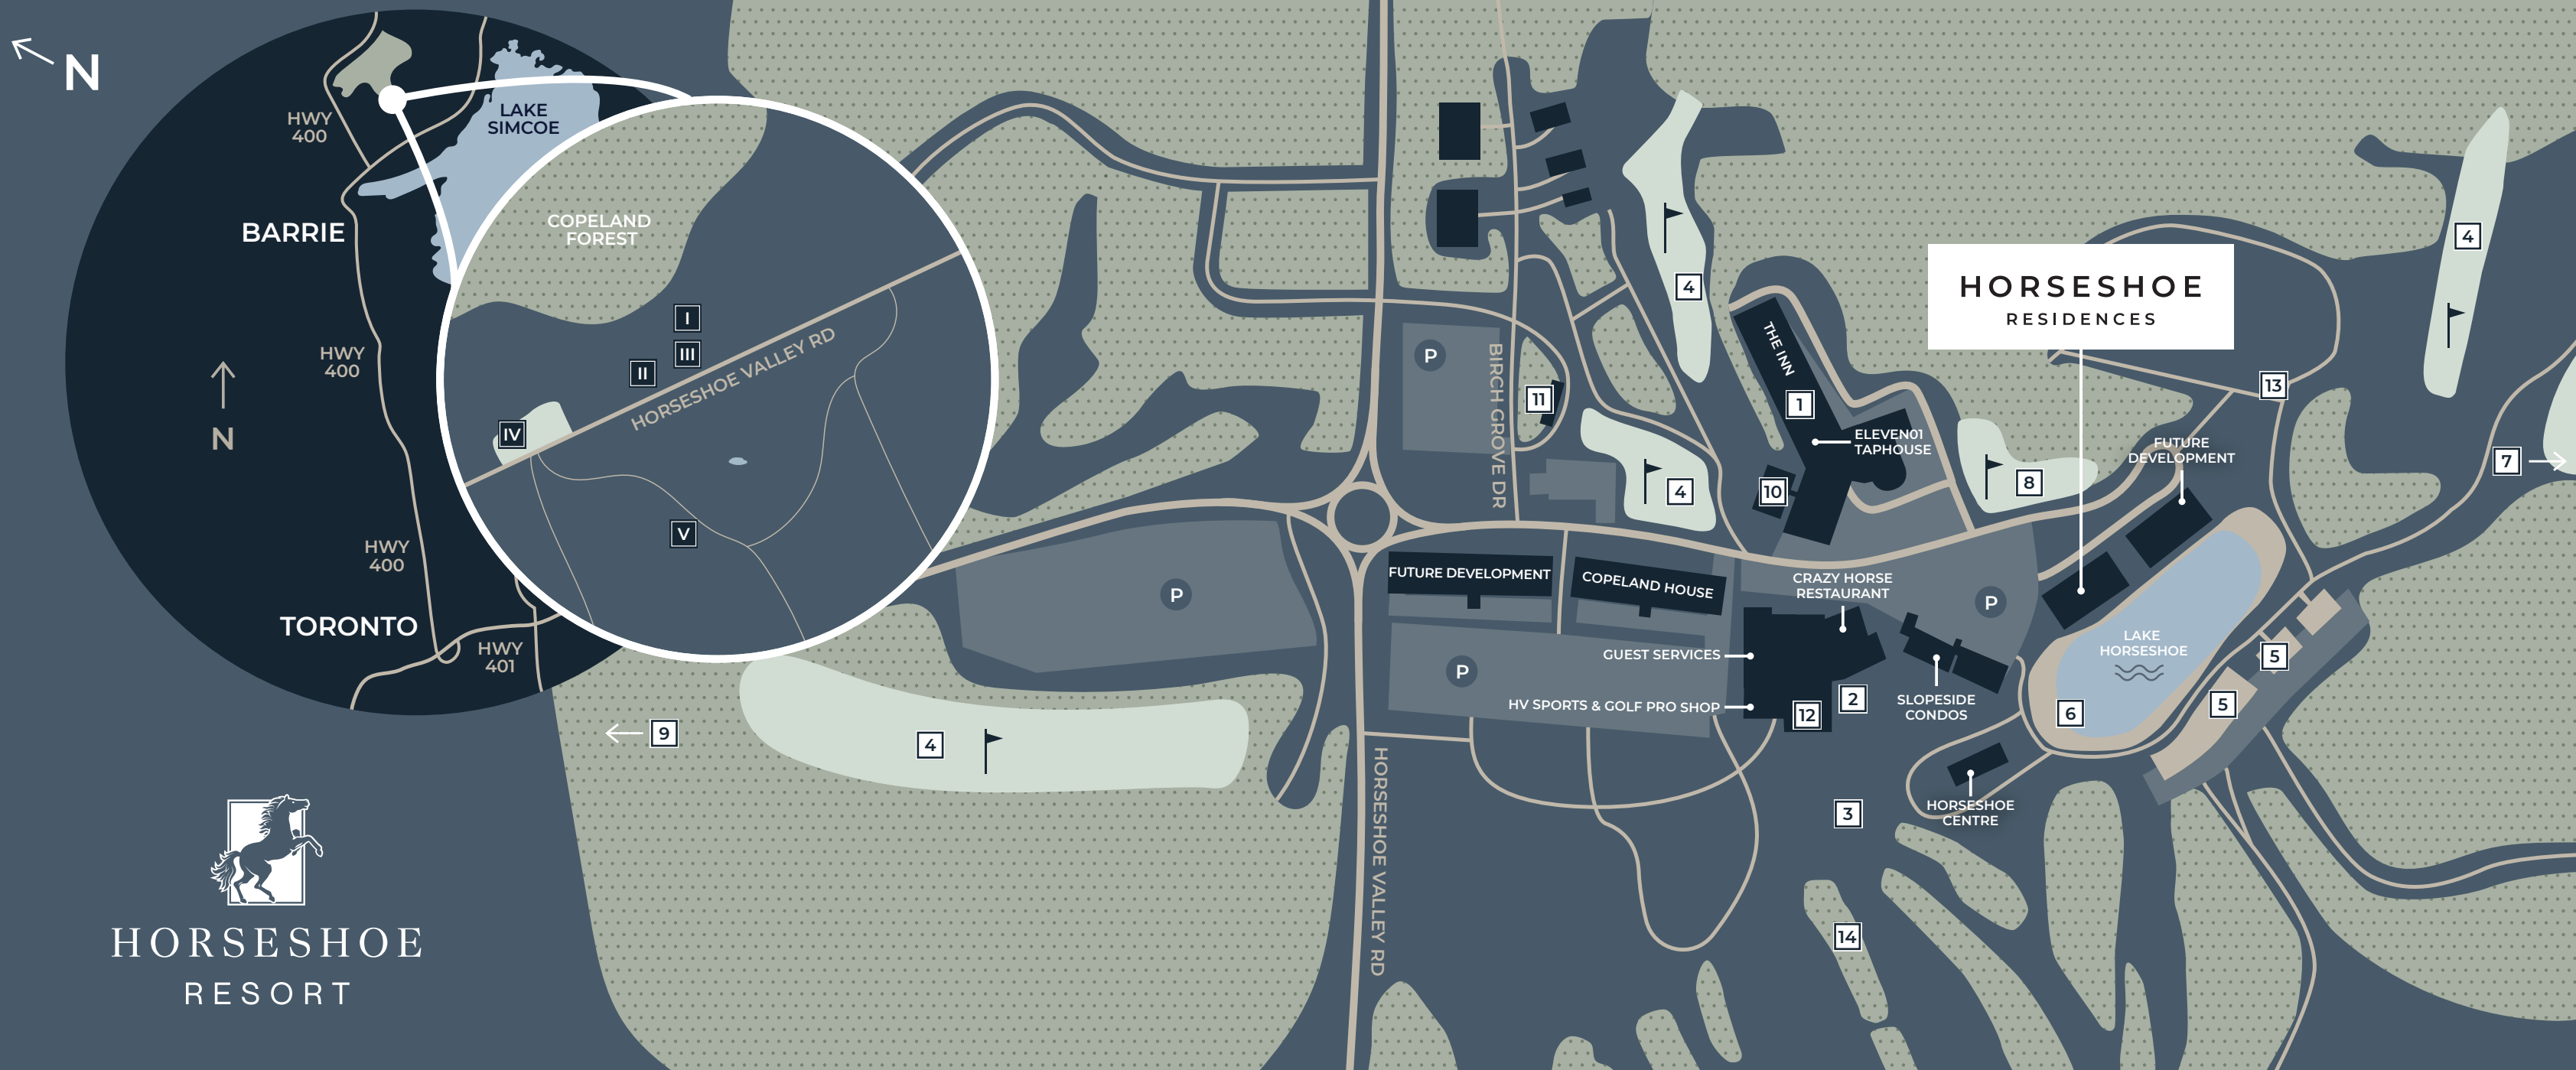 N
HWY
400
LAKE
SIMCOE
BARRIE
HWY
400
N
HWY
400
TORONTO
HWY
401
COPELAND
FOREST
I
III
II
HORSESHOE VALLEY RD
IV
V
9
4
HORSESHOE
RESORT
P
P
BIRCH GROVE DR
11
4
4
THE INN
1
ELEVEN01
TAPHOUSE
10
8
HORSESHOE
RESIDENCES
4
13
7
FUTURE
DEVELOPMENT
FUTURE DEVELOPMENT
COPELAND HOUSE
CRAZY HORSE
RESTAURANT
P
P
GUEST SERVICES
HV SPORTS & GOLF PRO SHOP
12
2
SLOPESIDE
CONDOS
LAKE
HORSESHOE
5
5
6
HORSESHOE
CENTRE
3
14
HORSESHOE VALLEY RD